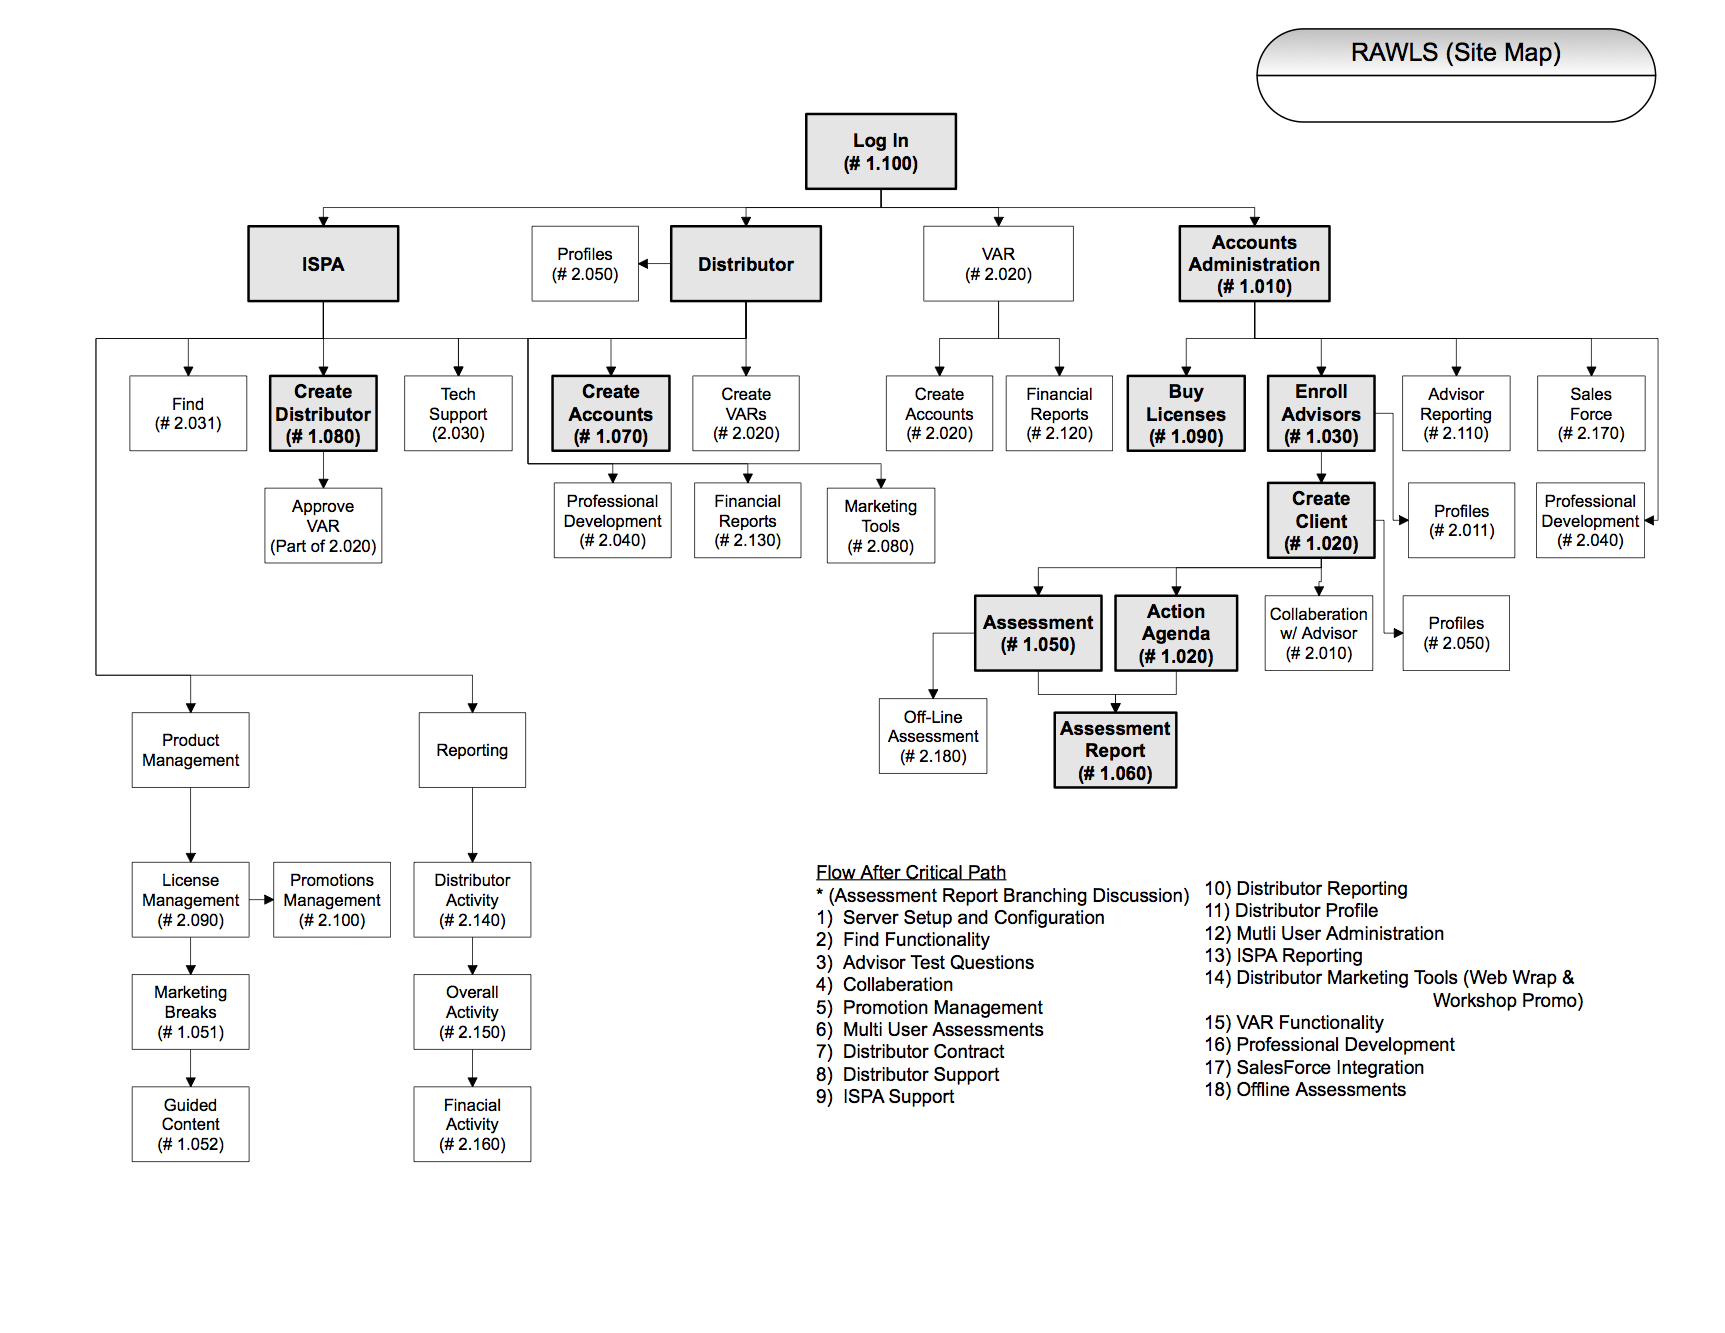 RAWLS (Site Map)
Log In
(# 1.100)
ISPA
Profiles
(# 2.050)
Distributor
VAR
(# 2.020)
Accounts
Administration
(# 1.010)
Find
(# 2.031)
Create
Distributor
(# 1.080)
Tech
Support
(2.030)
Create
Accounts
(# 1.070)
Create
VARs
(# 2.020)
Create
Accounts
(# 2.020)
Financial
Reports
(# 2.120)
Buy
Licenses
(# 1.090)
Enroll
Advisors
(# 1.030)
Advisor
Reporting
(# 2.110)
Sales
Force
(# 2.170)
Approve
VAR
(Part of 2.020)
Professional
Development
(# 2.040)
Financial
Reports
(# 2.130)
Marketing
Tools
(# 2.080)
Create
Client
(# 1.020)
Profiles
(# 2.011)
Professional
Development
(# 2.040)
Assessment
(# 1.050)
Action
Agenda
(# 1.020)
Collaberation
w/ Advisor
(# 2.010)
Profiles
(# 2.050)
Off-Line
Assessment
(# 2.180)
Assessment
Report
(# 1.060)
Product
Management
Reporting
License
Management
(# 2.090)
Promotions
Management
(# 2.100)
Distributor
Activity
(# 2.140)
Marketing
Breaks
(# 1.051)
Overall
Activity
(# 2.150)
Guided
Content
(# 1.052)
Finacial
Activity
(# 2.160)
Flow After Critical Path
* (Assessment Report Branching Discussion)
1) Server Setup and Configuration
2) Find Functionality
3) Advisor Test Questions
4) Collaberation
5) Promotion Management
6) Multi User Assessments
7) Distributor Contract
8) Distributor Support
9) ISPA Support
10) Distributor Reporting
11) Distributor Profile
12) Mutli User Administration
13) ISPA Reporting
14) Distributor Marketing Tools (Web Wrap &
Workshop Promo)
15) VAR Functionality
16) Professional Development
17) SalesForce Integration
18) Offline Assessments